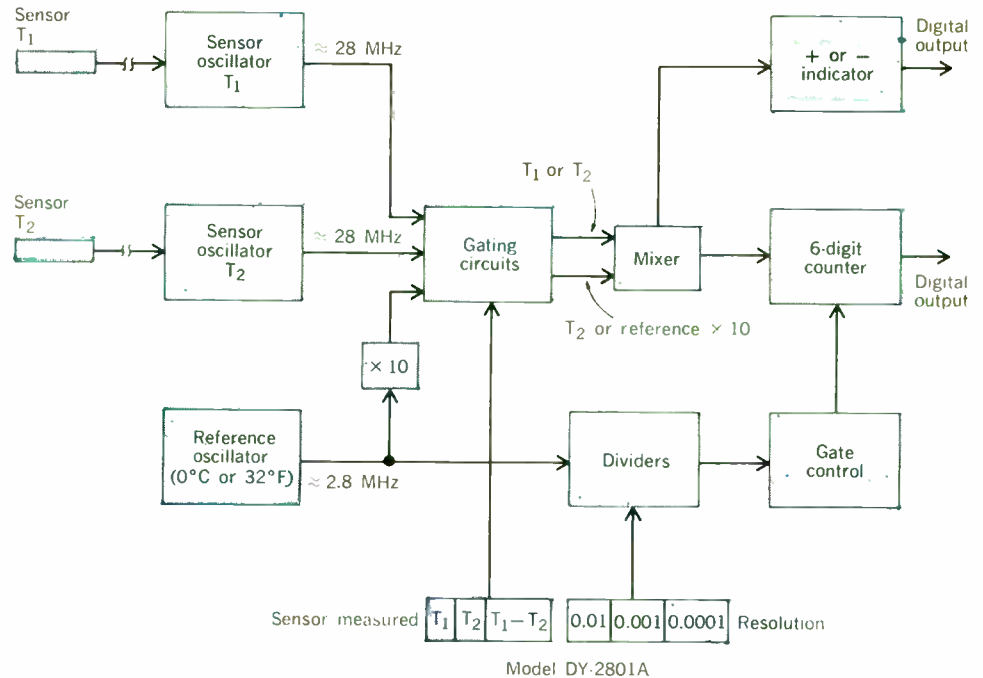 Sensor
T1
Sensor
oscillator
T1
≈ 28 MHz
+ or −
indicator
Digital
output
T1 or T2
Sensor
T2
Sensor
oscillator
T2
≈ 28 MHz
Gating
circuits
Mixer
6-digit
counter
Digital
output
T2 or reference × 10
× 10
Reference
oscillator
(0°C or 32°F)
≈ 2.8 MHz
Dividers
Gate
control
Sensor measured T1 T2 T1−T2 0.01 0.001 0.0001 Resolution
Model DY-2801A